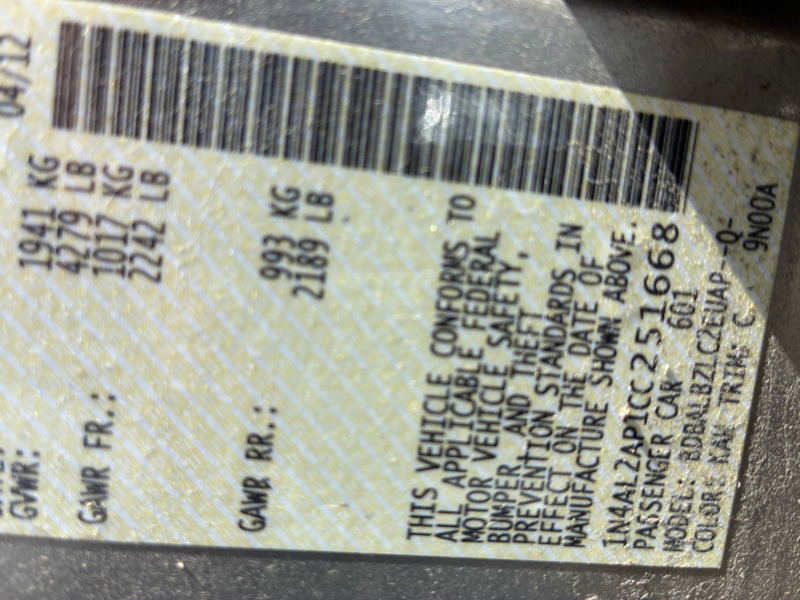 04/12
GVWR: 1941 KG
4279 LB
GAWR FR.: 1017 KG
2242 LB
GAWR RR.: 993 KG
2189 LB
THIS VEHICLE CONFORMS TO
ALL APPLICABLE FEDERAL
MOTOR VEHICLE SAFETY,
BUMPER AND THEFT
PREVENTION STANDARDS IN
EFFECT ON THE DATE OF
MANUFACTURE SHOWN ABOVE.
1N4AL2AP1CC251668
PASSENGER CAR 601
MODEL: BDBALBZLC2EUAP--Q-
COLOR: KAV TRIM: C 9N00A